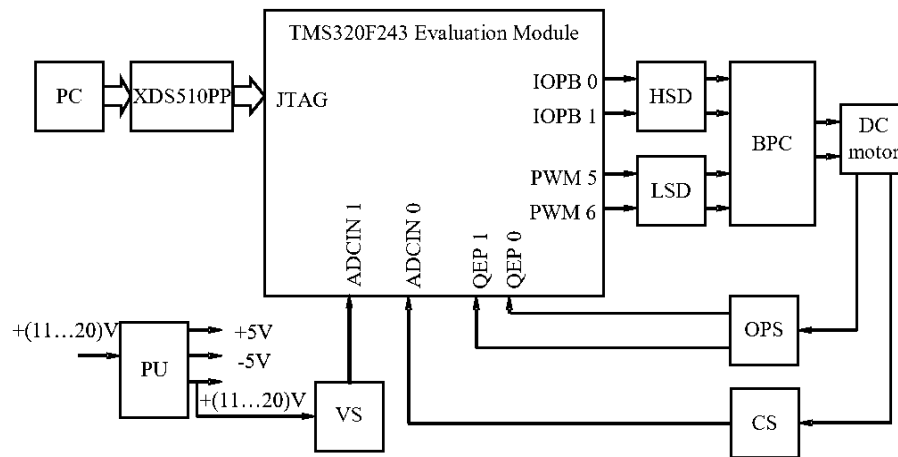 TMS320F243 Evaluation Module
PC
XDS510PP
JTAG
IOPB 0
IOPB 1
HSD
BPC
DC
motor
PWM 5
PWM 6
LSD
ADCIN 1
ADCIN 0
QEP 1
QEP 0
+(11...20)V
PU
+5V
-5V
+(11...20)V
VS
OPS
CS